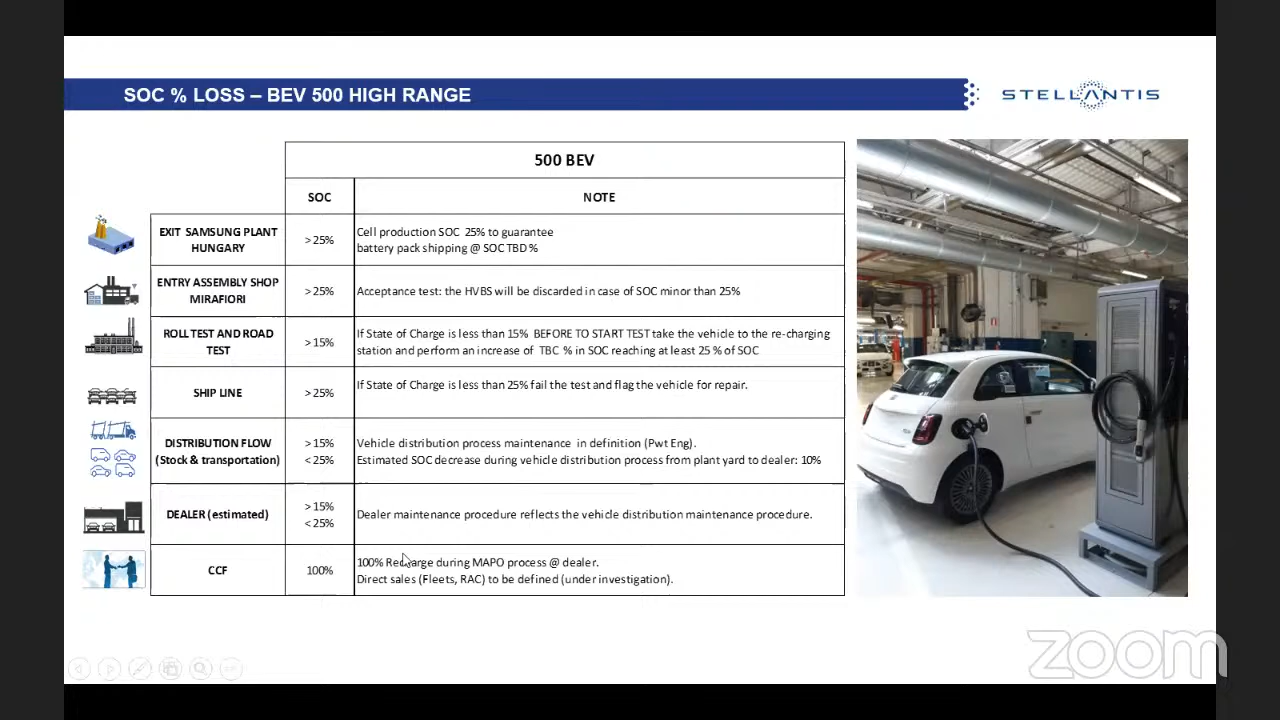 SOC % LOSS – BEV 500 HIGH RANGE
STELLANTIS
500 BEV
SOC
NOTE
EXIT SAMSUNG PLANT
HUNGARY
>25%
Cell production SOC 25% to guarantee
battery pack shipping @ SOC TBD %
ENTRY ASSEMBLY SHOP
MIRAFIORI
>25%
Acceptance test: the HVBS will be discarded in case of SOC minor than 25%
ROLL TEST AND ROAD
TEST
>15%
If State of Charge is less than 15% BEFORE TO START TEST take the vehicle to the re-charging
station and perform an increase of TBC % in SOC reaching at least 25 % of SOC
SHIP LINE
>25%
If State of Charge is less than 25% fail the test and flag the vehicle for repair.
DISTRIBUTION FLOW
(Stock & transportation)
>15%
<25%
Vehicle distribution process maintenance in definition (Pwt Eng).
Estimated SOC decrease during vehicle distribution process from plant yard to dealer: 10%
DEALER (estimated)
>15%
<25%
Dealer maintenance procedure reflects the vehicle distribution maintenance procedure.
CCF
100%
100% Recharge during MAPO process @ dealer.
Direct sales (Fleets, RAC) to be defined (under investigation).
zoom